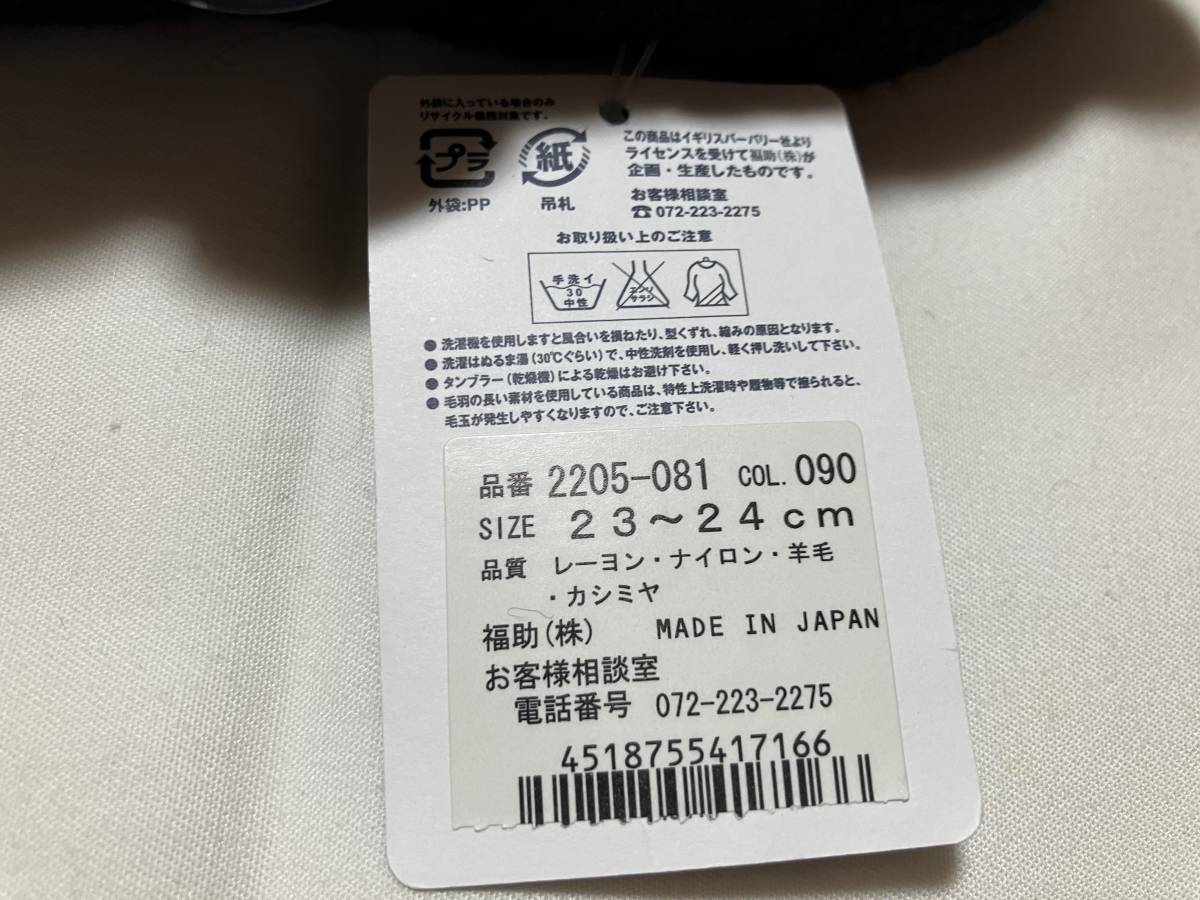 外袋に入っている場合のみ
リサイクル義務対象です。
プラ
外袋:PP
紙
吊札
この商品はイギリスバーバリー社より
ライセンスを受けて福助(株)が
企画・生産したものです。
お客様相談室
☎072-223-2275
お取り扱い上のご注意
手洗イ
30
中性
エンソ
サラシ
● 洗濯機を使用しますと風合いを損ねたり、型くずれ、縮みの原因となります。
● 洗濯はぬるま湯(30℃ぐらい)で、中性洗剤を使用し、軽く押し洗いして下さい。
● タンブラー(乾燥機)による乾燥はお避け下さい。
● 毛羽の長い素材を使用している商品は、特性上洗濯時や履物等で擦られると、
毛玉が発生しやすくなりますので、ご注意下さい。
品番 2205-081 COL. 090
SIZE 23～24cm
品質 レーヨン・ナイロン・羊毛
・カシミヤ
福助(株) MADE IN JAPAN
お客様相談室
電話番号 072-223-2275
4518755417166